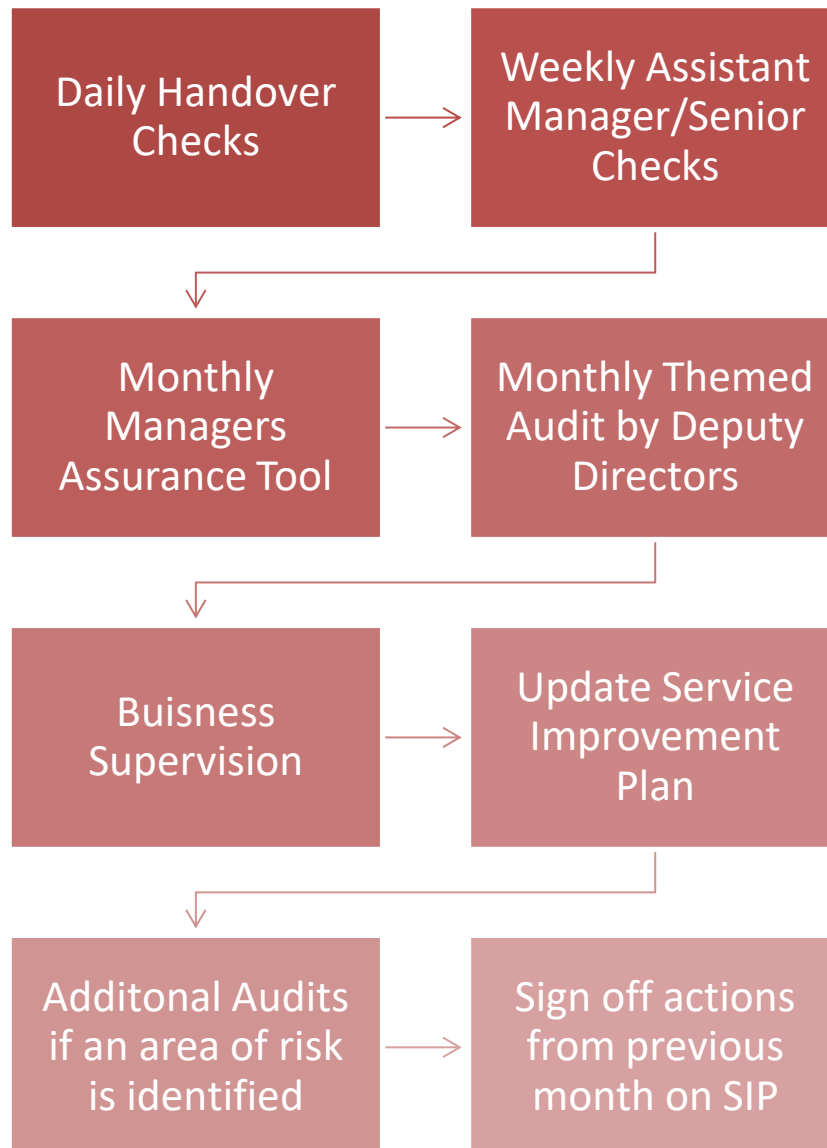 Daily Handover
Checks
Weekly Assistant
Manager/Senior
Checks
Monthly
Managers
Assurance Tool
Monthly Themed
Audit by Deputy
Directors
Buisness
Supervision
Update Service
Improvement
Plan
Additonal Audits
if an area of risk
is identified
Sign off actions
from previous
month on SIP